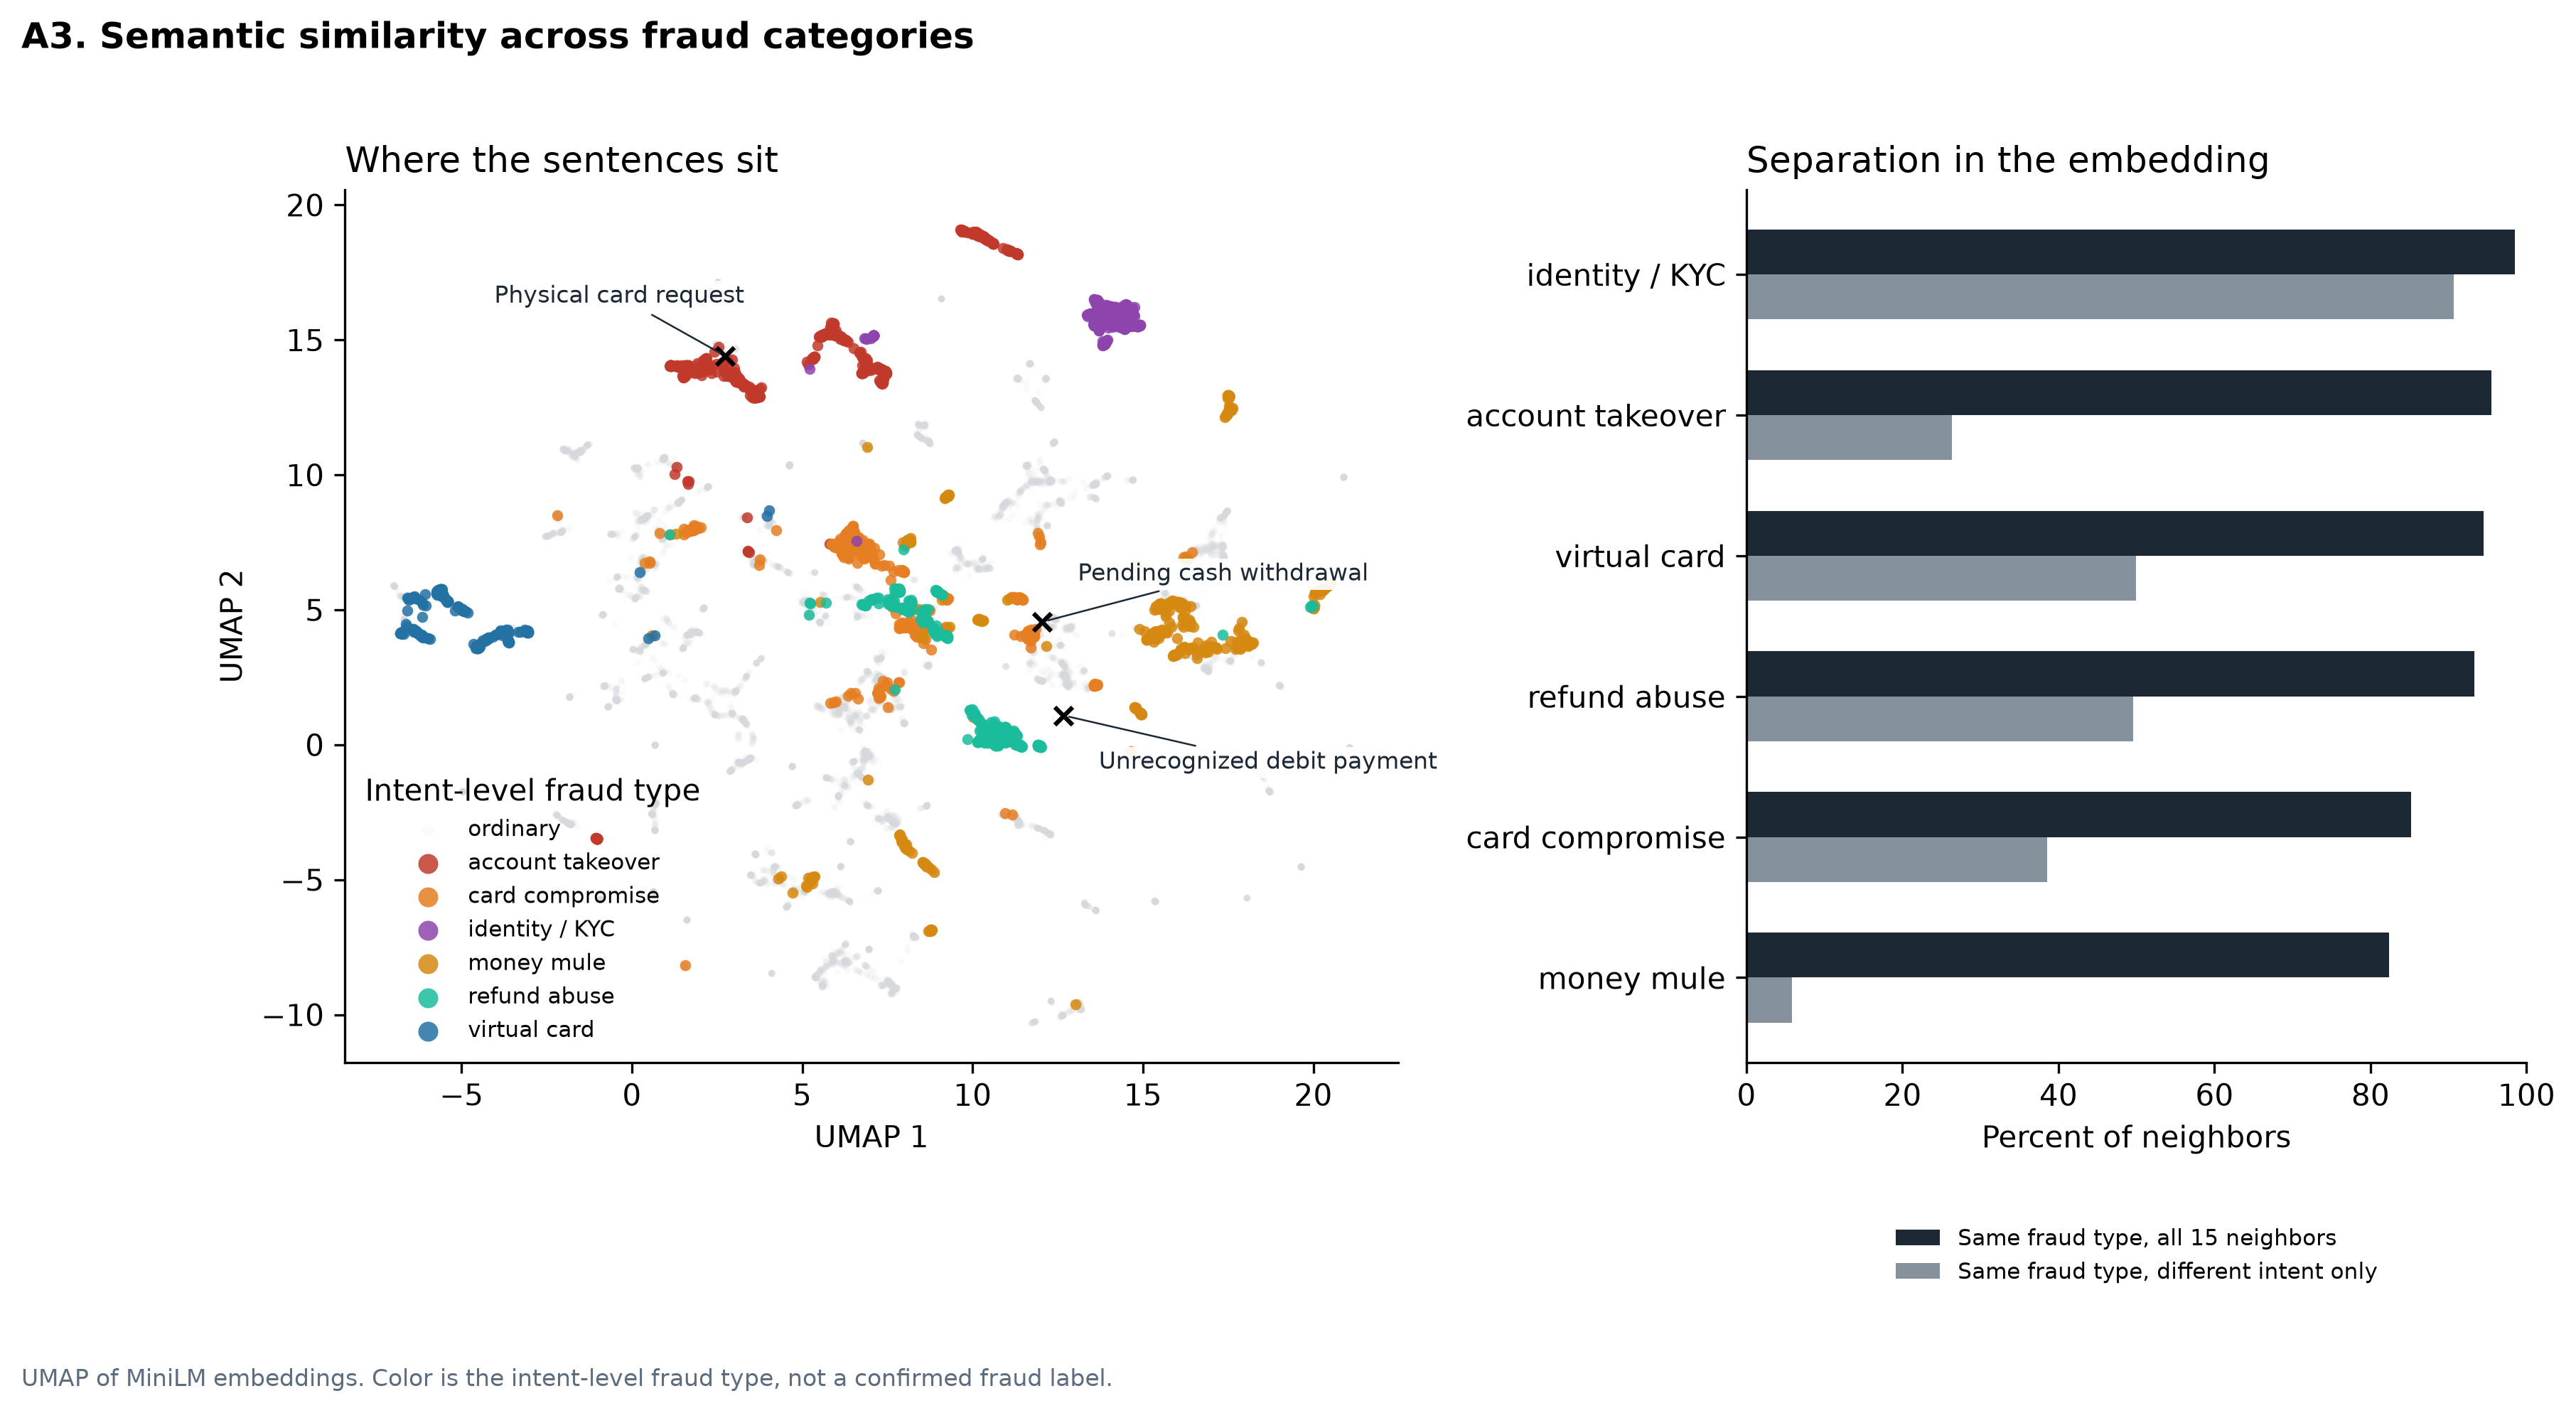 A3. Semantic similarity across fraud categories
Where the sentences sit
20
15
10
5
0
−5
−10
UMAP 2
Physical card request
Pending cash withdrawal
Unrecognized debit payment
Intent-level fraud type
ordinary
account takeover
card compromise
identity / KYC
money mule
refund abuse
virtual card
−5
0
5
10
15
20
UMAP 1
Separation in the embedding
identity / KYC
account takeover
virtual card
refund abuse
card compromise
money mule
0
20
40
60
80
100
Percent of neighbors
Same fraud type, all 15 neighbors
Same fraud type, different intent only
UMAP of MiniLM embeddings. Color is the intent-level fraud type, not a confirmed fraud label.